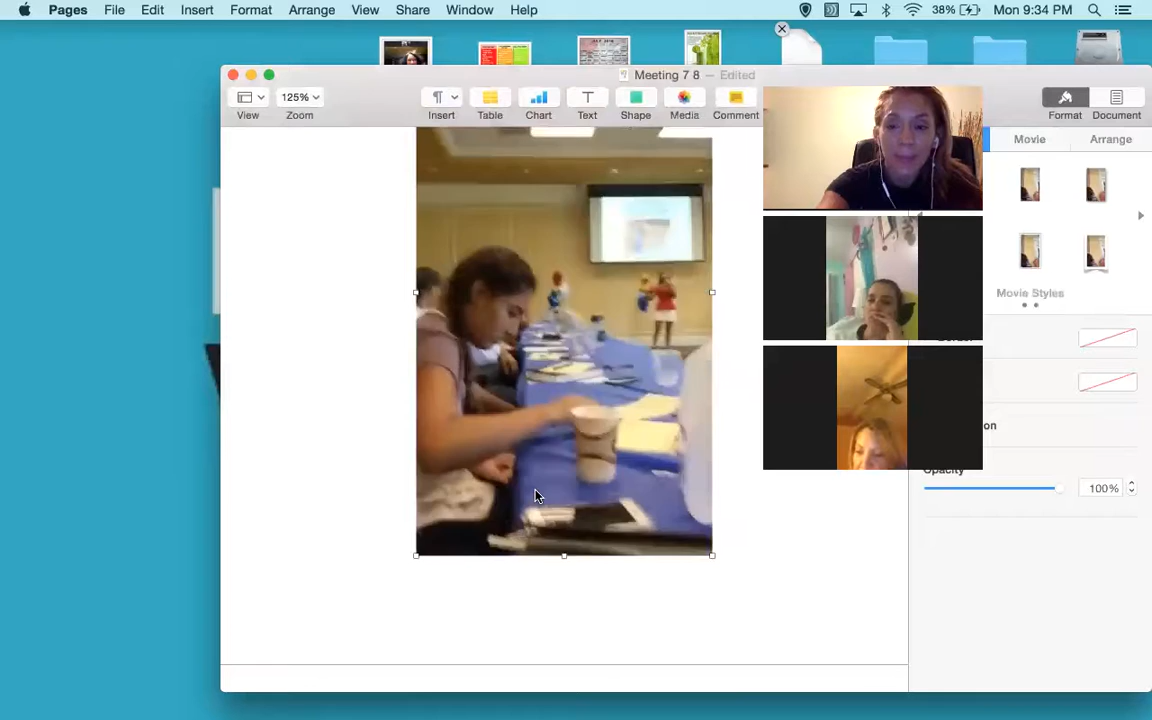 Pages File Edit Insert Format Arrange View Share Window Help 38% Mon 9:34 PM
Meeting 7 8 — Edited
125%
View Zoom Insert Table Chart Text Shape Media Comment Format Document
Movie Arrange
Movie Styles
Opacity 100%